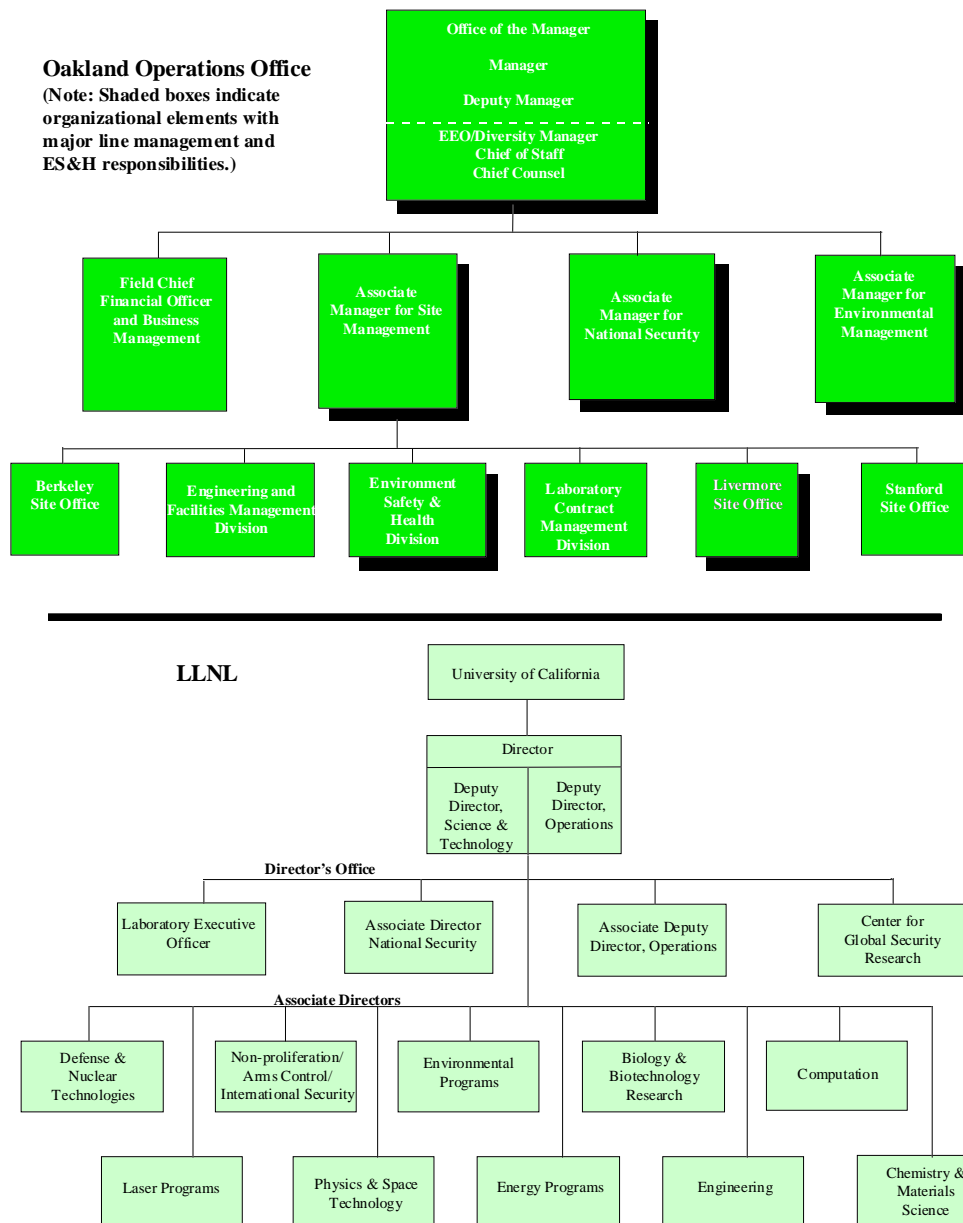 Oakland Operations Office
(Note: Shaded boxes indicate
organizational elements with
major line management and
ES&H responsibilities.)
Office of the Manager
Manager
Deputy Manager
EEO/Diversity Manager
Chief of Staff
Chief Counsel
Field Chief
Financial Officer
and Business
Management
Associate
Manager for Site
Management
Associate
Manager for
National Security
Associate
Manager for
Environmental
Management
Berkeley
Site Office
Engineering and
Facilities Management
Division
Environment
Safety &
Health
Division
Laboratory
Contract
Management
Division
Livermore
Site Office
Stanford
Site Office
LLNL
University of California
Director
Deputy
Director,
Science &
Technology
Deputy
Director,
Operations
Director's Office
Laboratory Executive
Officer
Associate Director
National Security
Associate Deputy
Director, Operations
Center for
Global Security
Research
Associate Directors
Defense &
Nuclear
Technologies
Non-proliferation/
Arms Control/
International Security
Environmental
Programs
Biology &
Biotechnology
Research
Computation
Laser Programs
Physics & Space
Technology
Energy Programs
Engineering
Chemistry &
Materials
Science